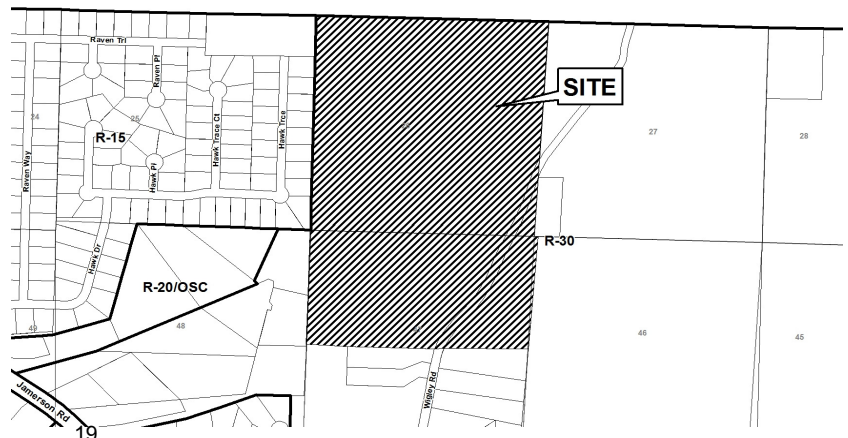 Raven Trl
Raven Pl
SITE
24
25
R-15
27
28
Hawk Trace Ct
Hawk Trce
Raven Way
Hawk Pl
R-30
Hawk Dr
R-20/OSC
49
48
46
45
Wigley Rd
Jamerson Rd
19